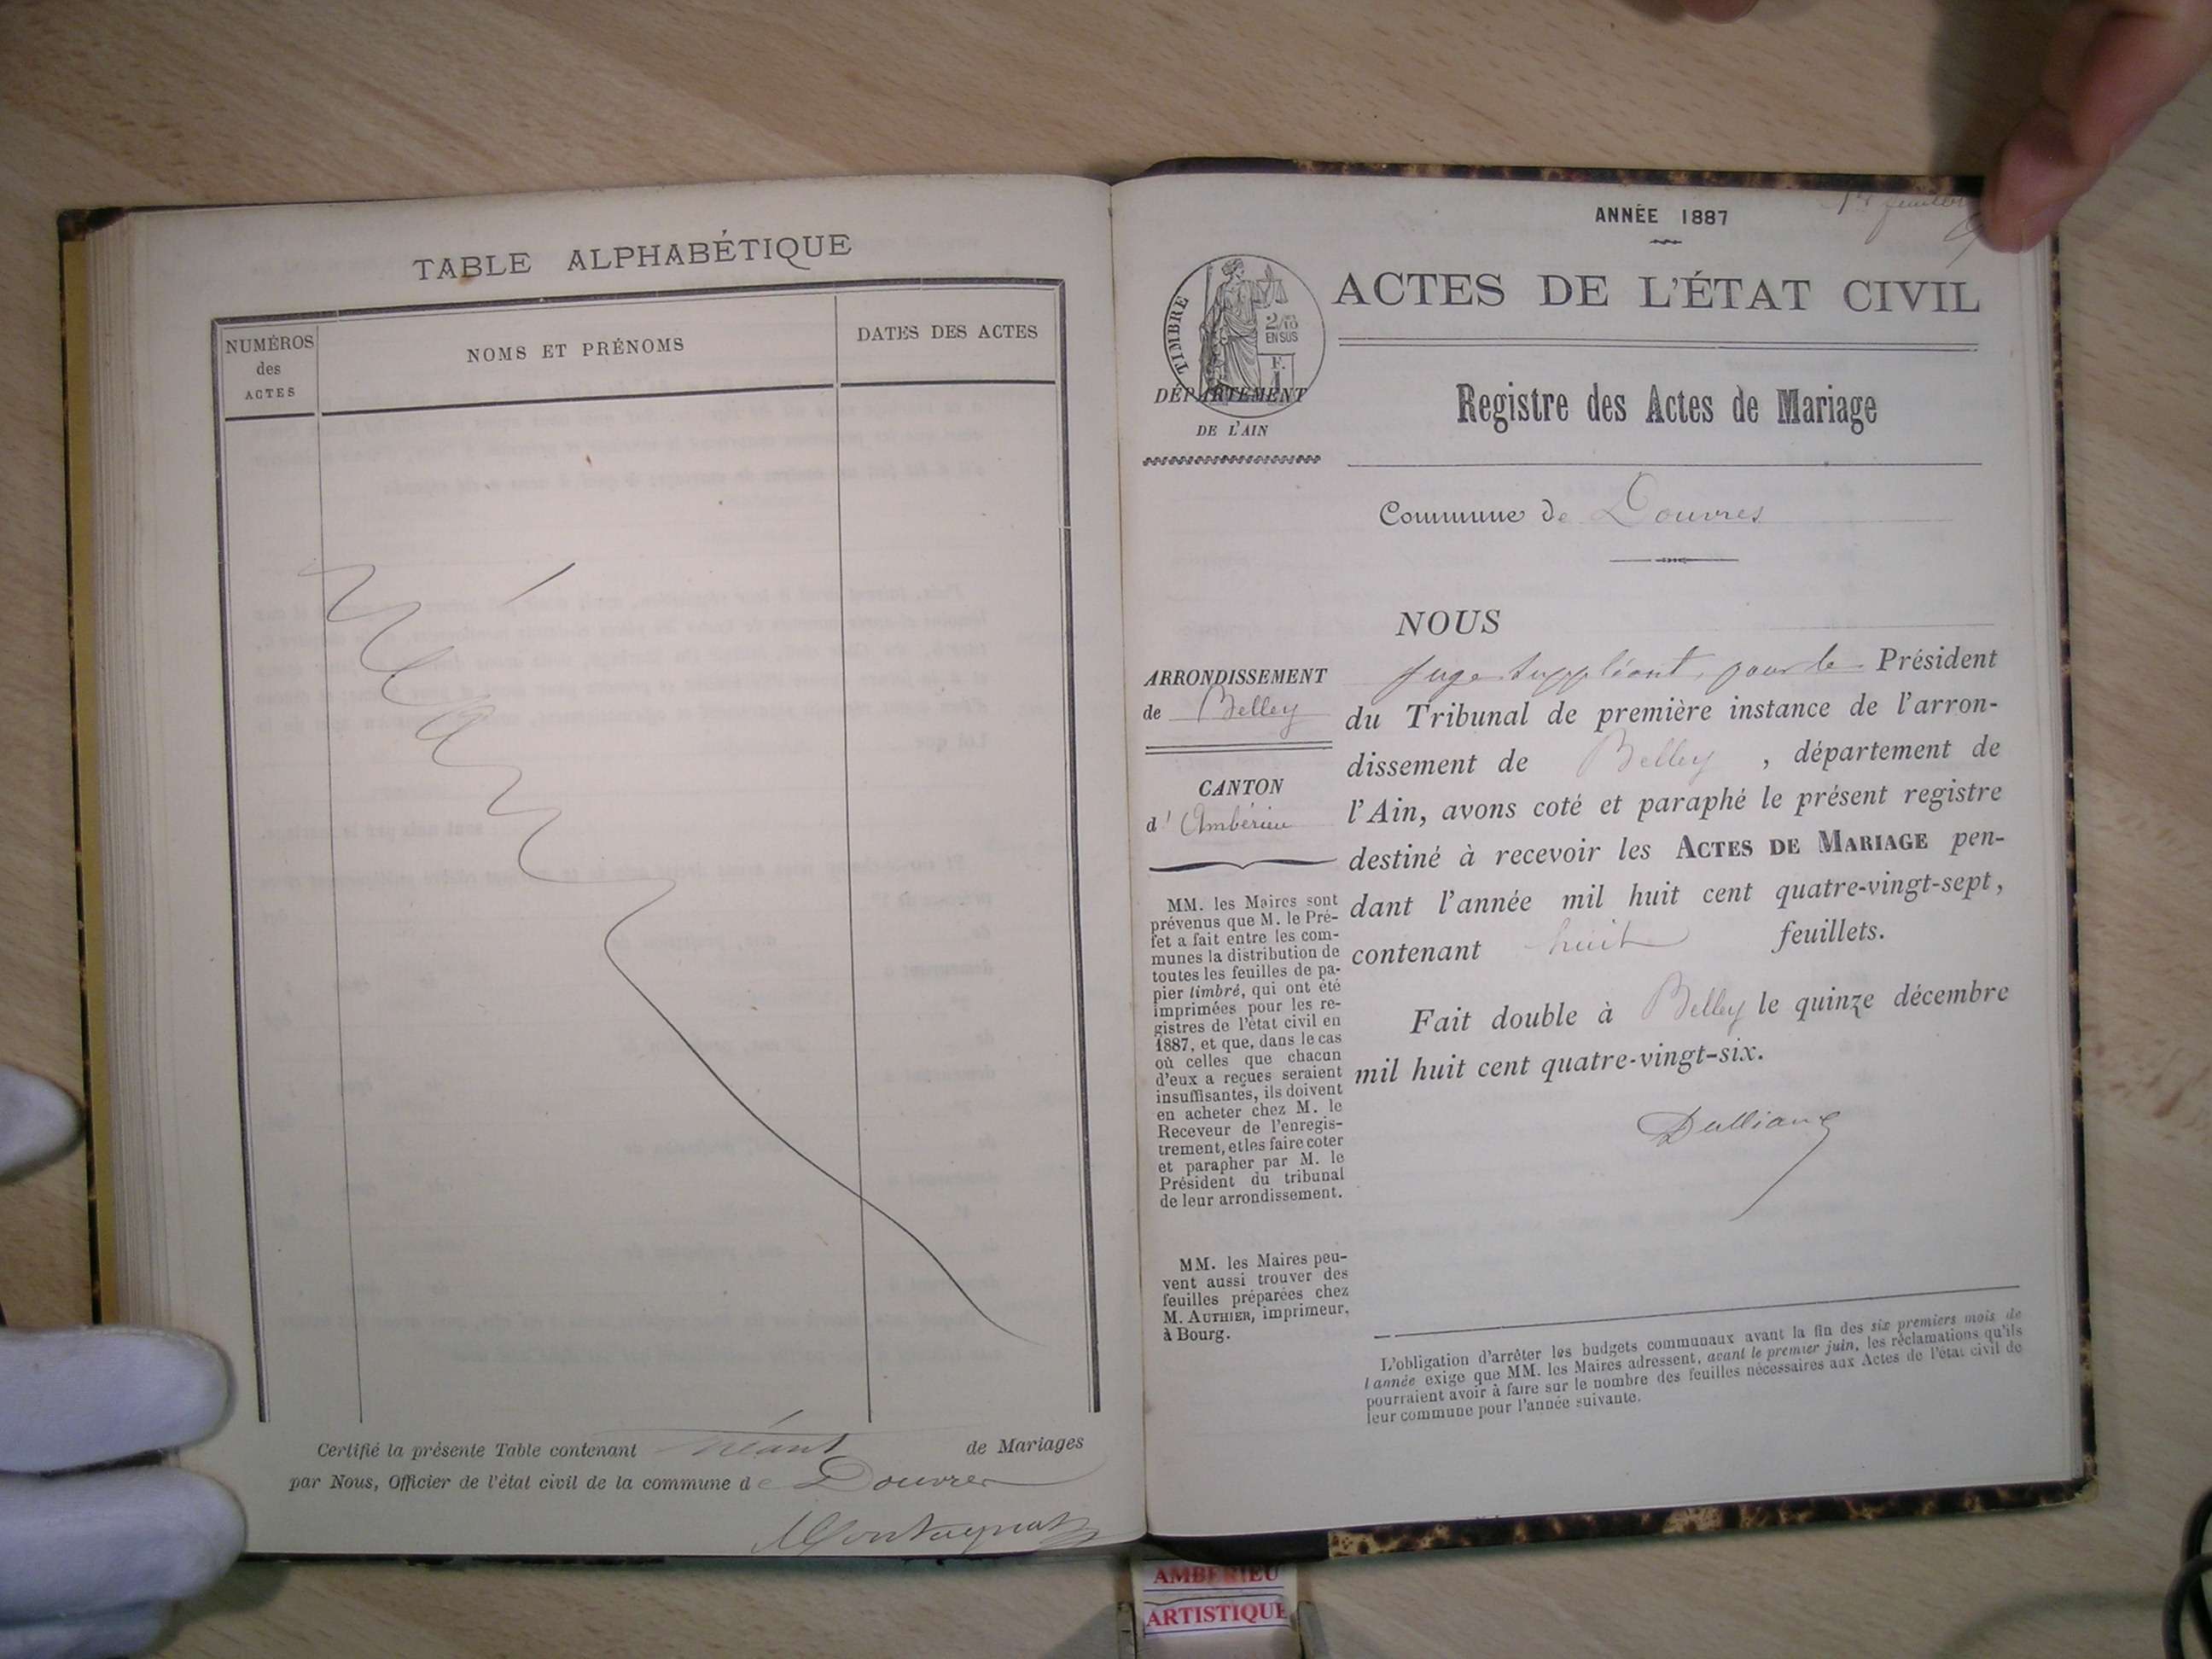 TABLE ALPHABÉTIQUE
NUMÉROS
des
ACTES
NOMS ET PRÉNOMS
DATES DES ACTES
Néant
Certifié la présente Table contenant Néant de Mariages
par Nous, Officier de l'état civil de la commune de Douvres
Montagnat
ANNÉE 1887
1er feuillet
TIMBRE
2/10
EN SUS
F.
1
DÉPARTEMENT
DE L'AIN
ACTES DE L'ÉTAT CIVIL
Registre des Actes de Mariage
Commune de Douvres
ARRONDISSEMENT
de Belley
CANTON
d'Ambérieu
MM. les Maires sont
prévenus que M. le Pré-
fet a fait entre les com-
munes la distribution de
toutes les feuilles de pa-
pier timbré, qui ont été
imprimées pour les re-
gistres de l'état civil en
1887, et que, dans le cas
où celles que chacun
d'eux a reçues seraient
insuffisantes, ils doivent
en acheter chez M. le
Receveur de l'enregis-
trement, et les faire coter
et parapher par M. le
Président du tribunal
de leur arrondissement.
MM. les Maires peu-
vent aussi trouver des
feuilles préparées chez
M. AUTHIER, imprimeur,
à Bourg.
NOUS
Juge suppléant, pour le Président
du Tribunal de première instance de l'arron-
dissement de Belley, département de
l'Ain, avons coté et paraphé le présent registre
destiné à recevoir les ACTES DE MARIAGE pen-
dant l'année mil huit cent quatre-vingt-sept,
contenant huit feuillets.
Fait double à Belley le quinze décembre
mil huit cent quatre-vingt-six.
L'obligation d'arrêter les budgets communaux avant la fin des six premiers mois de
l'année exige que MM. les Maires adressent, avant le premier juin, les réclamations qu'ils
pourraient avoir à faire sur le nombre des feuilles nécessaires aux Actes de l'état civil de
leur commune pour l'année suivante.
AMBERIEU
ARTISTIQUE